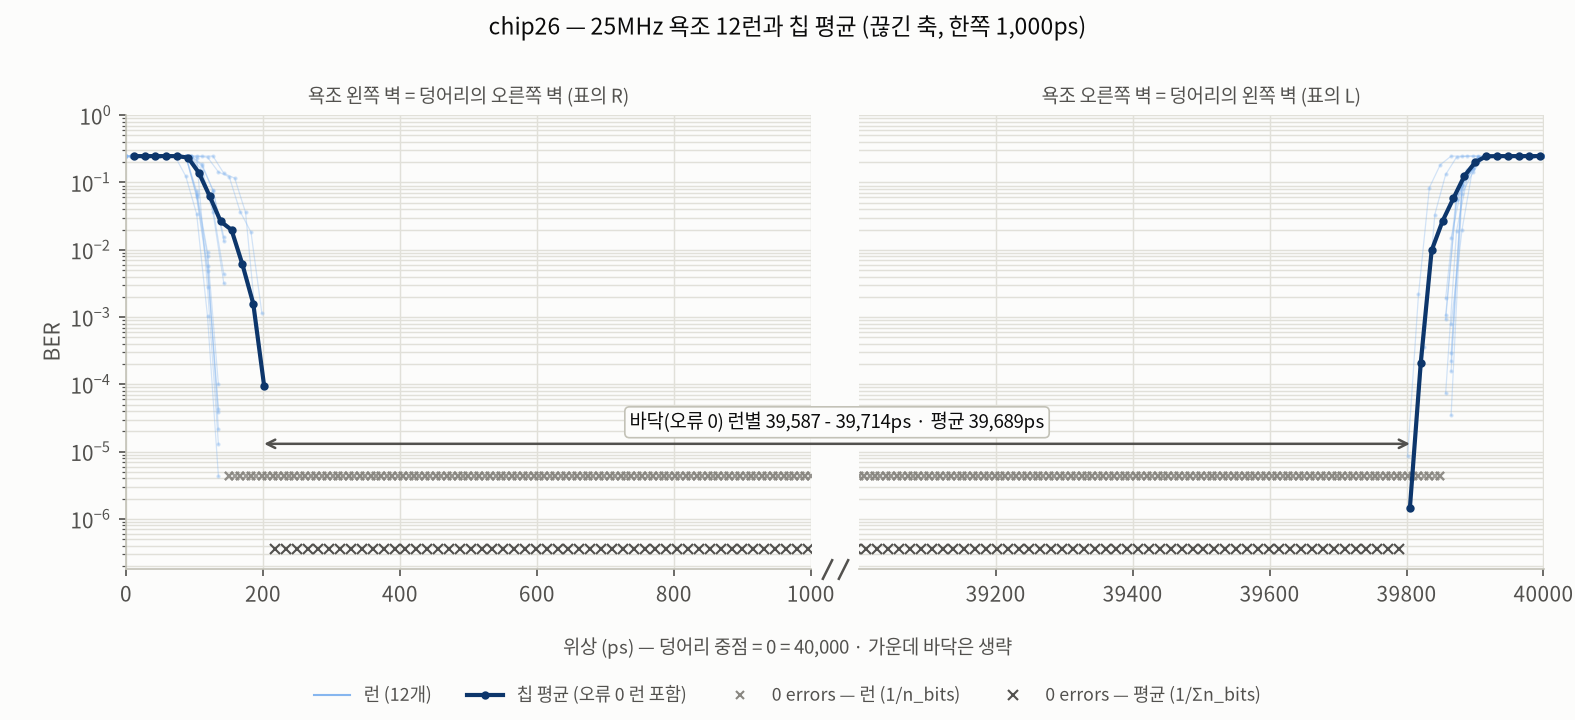 chip26 — 25MHz 욕조 12런과 칩 평균 (끊긴 축, 한쪽 1,000ps)
욕조 왼쪽 벽 = 덩어리의 오른쪽 벽 (표의 R)
욕조 오른쪽 벽 = 덩어리의 왼쪽 벽 (표의 L)
BER
10⁰
10⁻¹
10⁻²
10⁻³
10⁻⁴
10⁻⁵
10⁻⁶
바닥(오류 0) 런별 39,587 - 39,714ps · 평균 39,689ps
0 200 400 600 800 1000 39200 39400 39600 39800 40000
위상 (ps) — 덩어리 중점 = 0 = 40,000 · 가운데 바닥은 생략
런 (12개) 칩 평균 (오류 0 런 포함) 0 errors — 런 (1/n_bits) 0 errors — 평균 (1/Σn_bits)